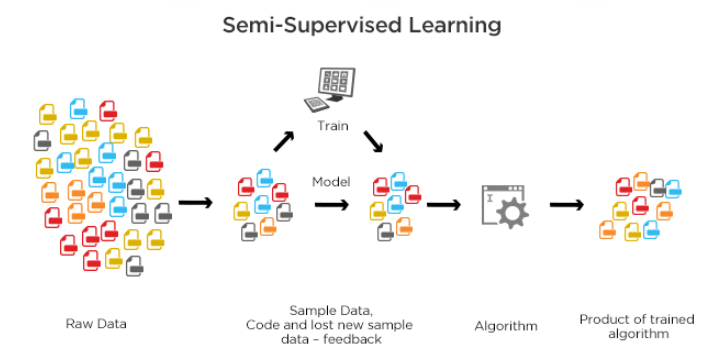 Semi-Supervised Learning
Train
Model
Raw Data
Sample Data,
Code and lost new sample
data – feedback
Algorithm
Product of trained
algorithm